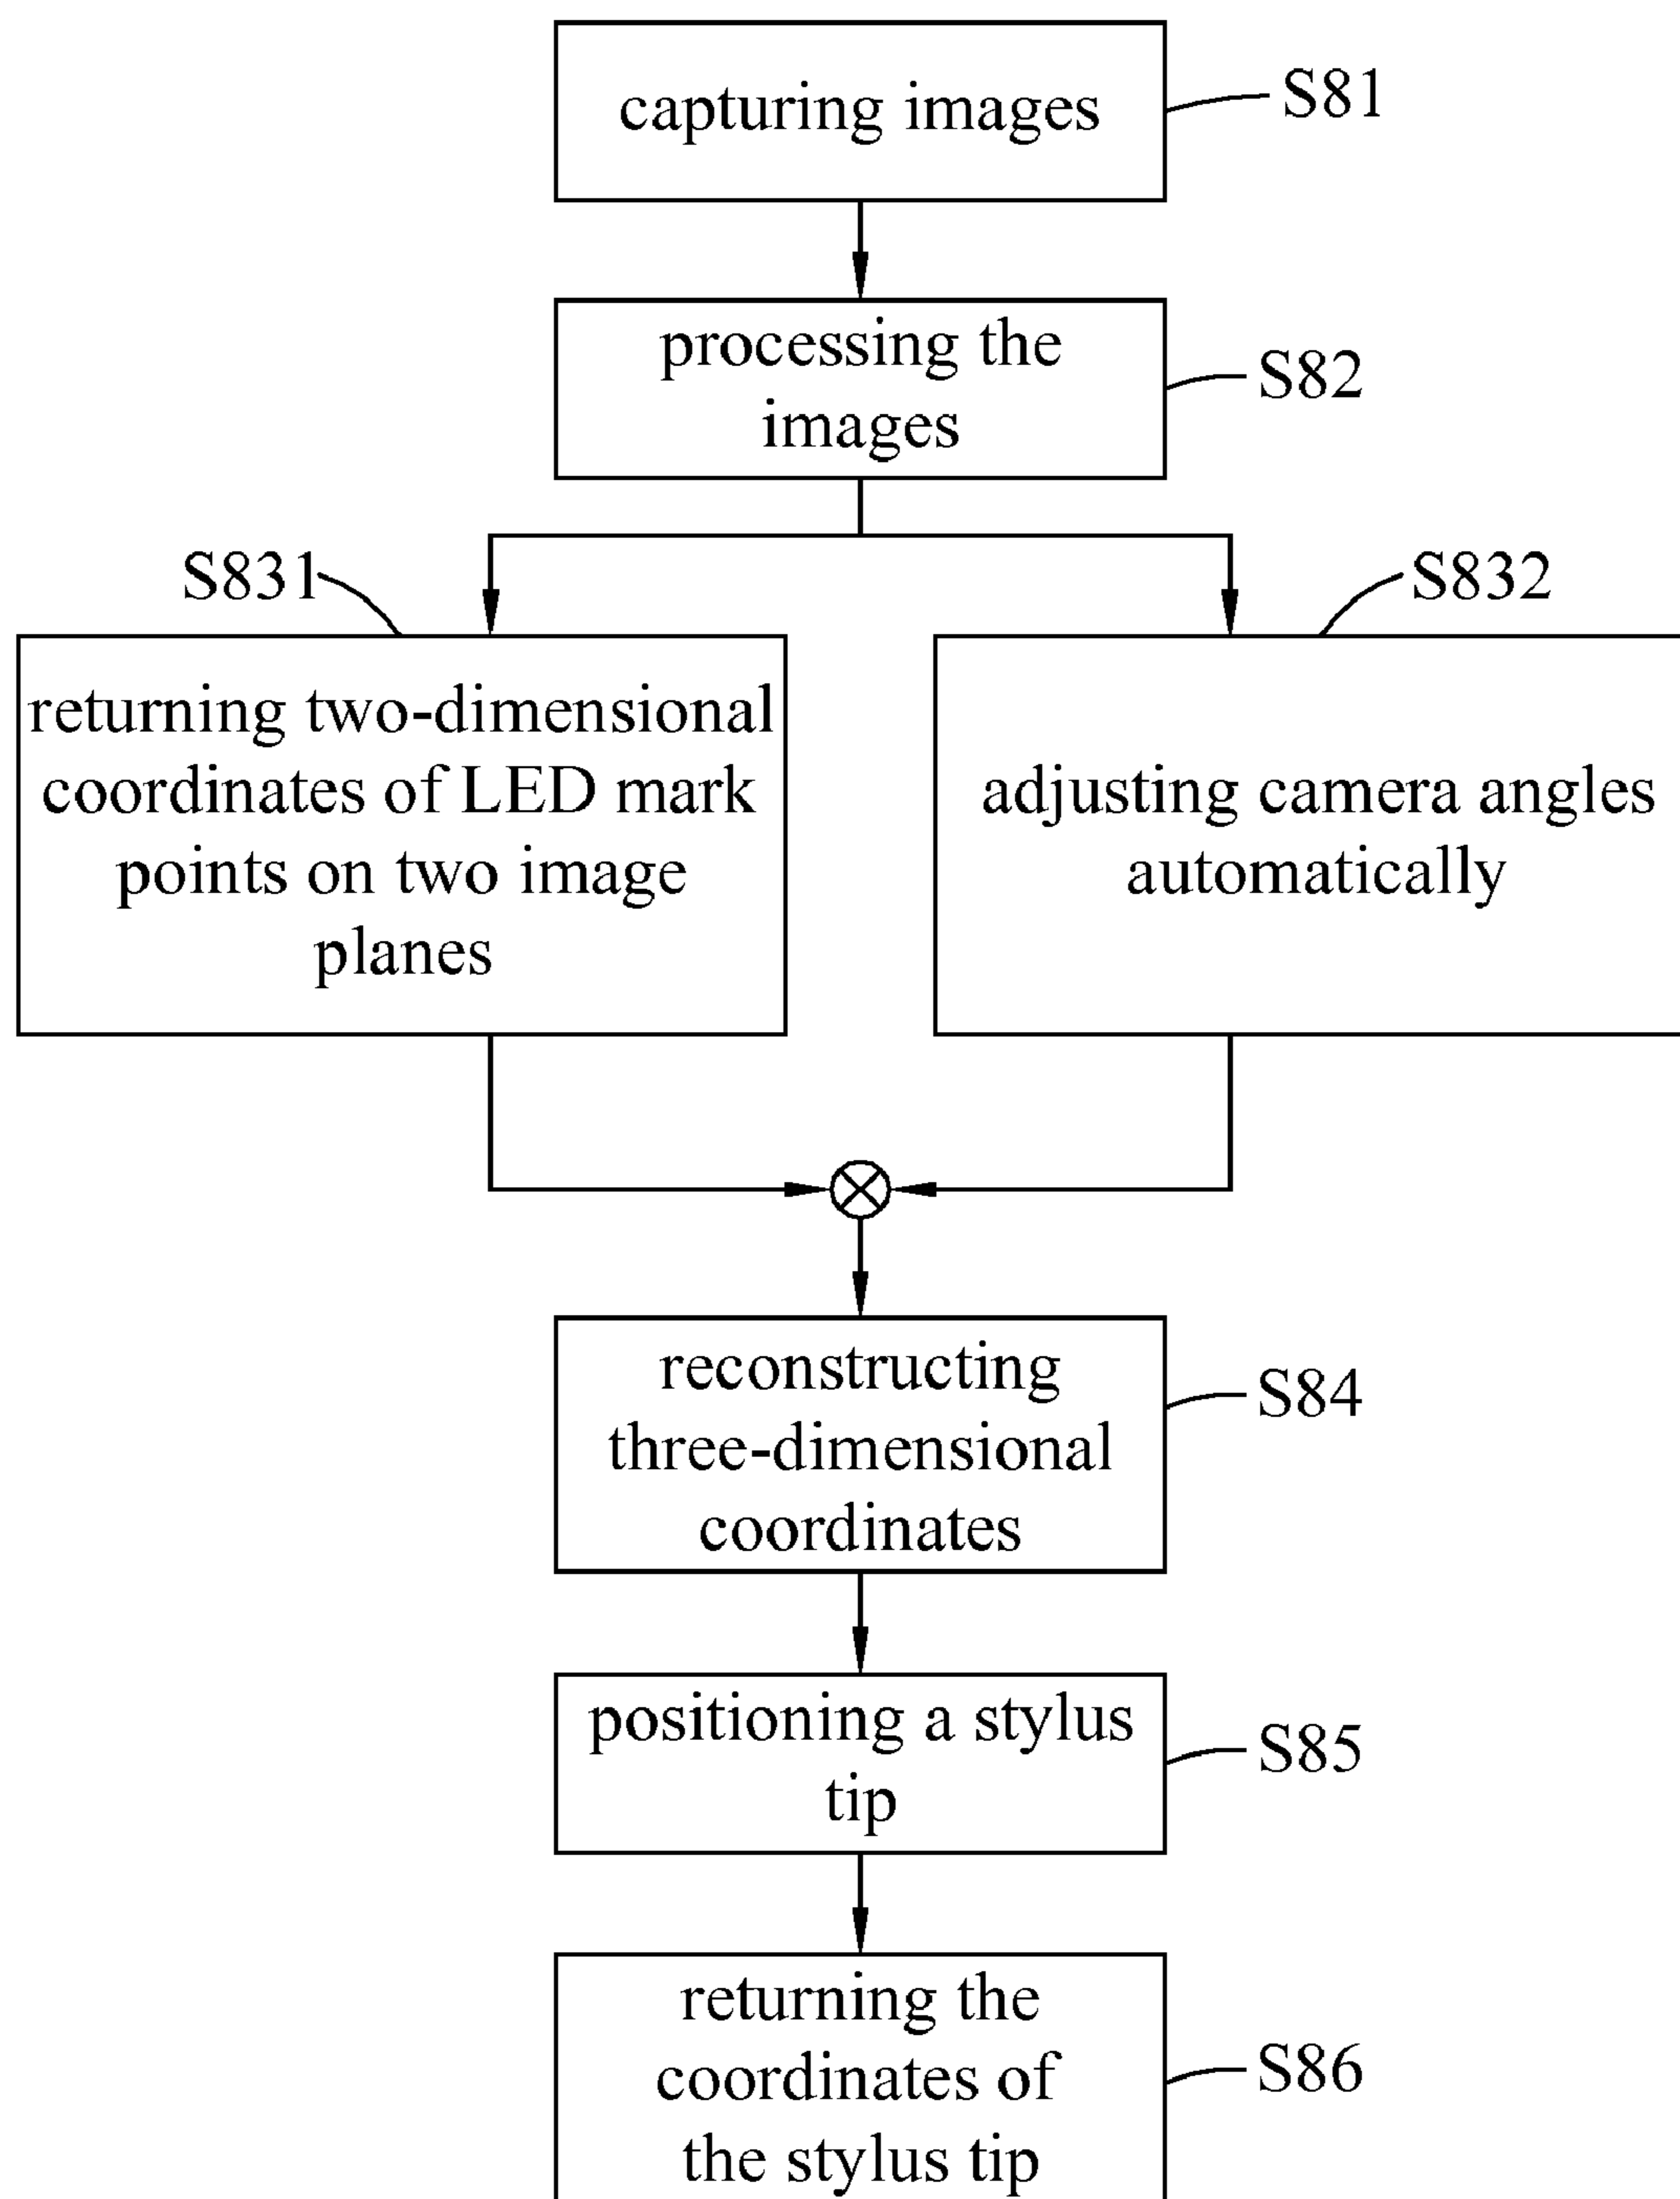 capturing images
S81
processing the
images
S82
S831
S832
returning two-dimensional
coordinates of LED mark
points on two image
planes
adjusting camera angles
automatically
reconstructing
three-dimensional
coordinates
S84
positioning a stylus
tip
S85
returning the
coordinates of
the stylus tip
S86